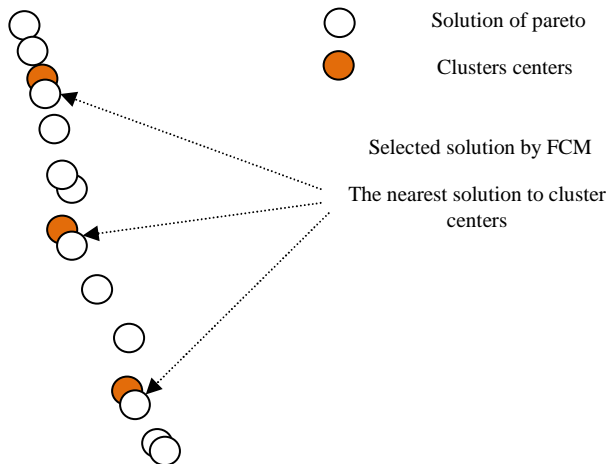 Solution of pareto
Clusters centers
Selected solution by FCM
The nearest solution to cluster
centers